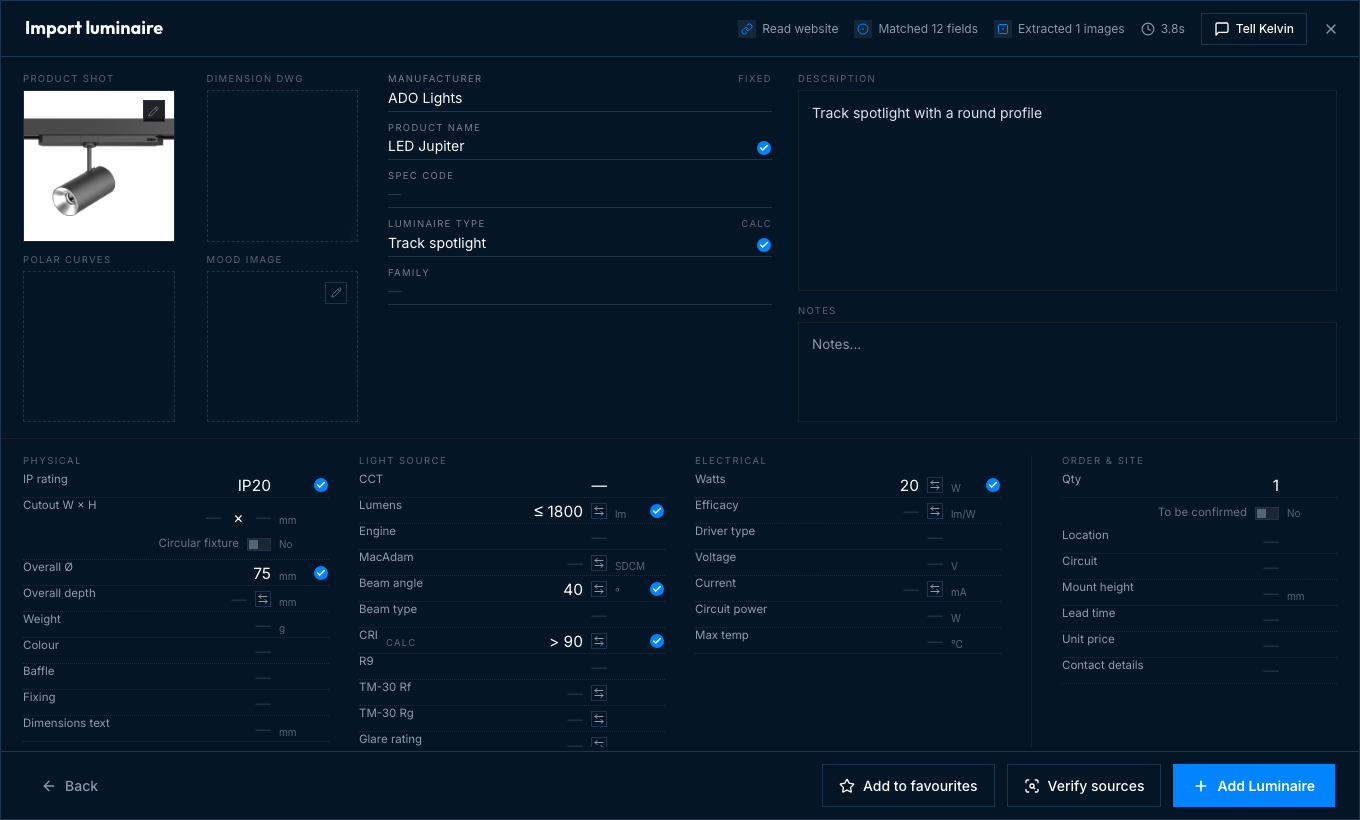 Import luminaire
Read website
Matched 12 fields
Extracted 1 images
3.8s
Tell Kelvin
PRODUCT SHOT
DIMENSION DWG
POLAR CURVES
MOOD IMAGE
MANUFACTURER
FIXED
ADO Lights
PRODUCT NAME
LED Jupiter
SPEC CODE
—
LUMINAIRE TYPE
CALC
Track spotlight
FAMILY
—
DESCRIPTION
Track spotlight with a round profile
NOTES
Notes...
PHYSICAL
IP rating IP20
Cutout W × H
— × — mm
Circular fixture No
Overall Ø 75 mm
Overall depth — mm
Weight — g
Colour —
Baffle —
Fixing —
Dimensions text — mm
LIGHT SOURCE
CCT —
Lumens ≤ 1800 lm
Engine —
MacAdam — SDCM
Beam angle 40 °
Beam type —
CRI CALC > 90
R9 —
TM-30 Rf —
TM-30 Rg —
Glare rating —
ELECTRICAL
Watts 20 W
Efficacy — lm/W
Driver type —
Voltage — V
Current — mA
Circuit power — W
Max temp — °C
ORDER & SITE
Qty 1
To be confirmed No
Location —
Circuit —
Mount height — mm
Lead time —
Unit price —
Contact details —
Back
Add to favourites
Verify sources
Add Luminaire